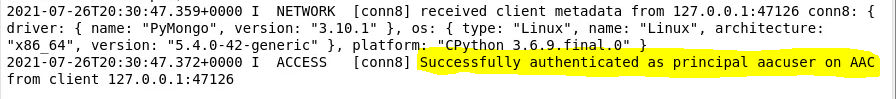 2021-07-26T20:30:47.359+0000 I  NETWORK  [conn8] received client metadata from 127.0.0.1:47126 conn8: {
driver: { name: "PyMongo", version: "3.10.1" }, os: { type: "Linux", name: "Linux", architecture:
"x86_64", version: "5.4.0-42-generic" }, platform: "CPython 3.6.9.final.0" }
2021-07-26T20:30:47.372+0000 I  ACCESS   [conn8] Successfully authenticated as principal aacuser on AAC
from client 127.0.0.1:47126